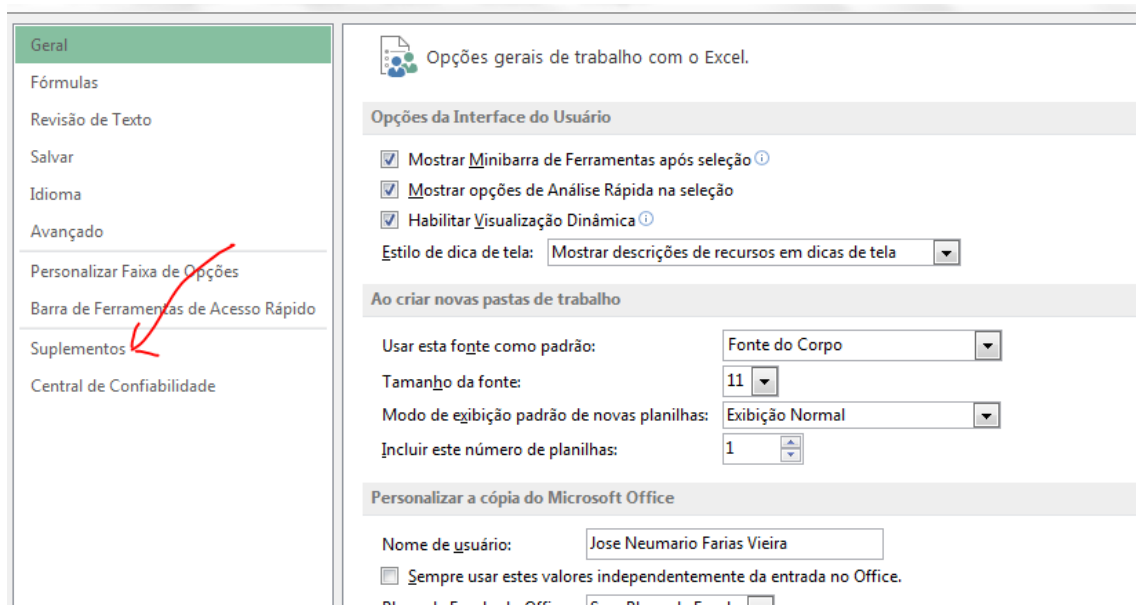 Geral
Fórmulas
Revisão de Texto
Salvar
Idioma
Avançado
Personalizar Faixa de Opções
Barra de Ferramentas de Acesso Rápido
Suplementos
Central de Confiabilidade
Opções gerais de trabalho com o Excel.
Opções da Interface do Usuário
Mostrar Minibarra de Ferramentas após seleção
Mostrar opções de Análise Rápida na seleção
Habilitar Visualização Dinâmica
Estilo de dica de tela: Mostrar descrições de recursos em dicas de tela
Ao criar novas pastas de trabalho
Usar esta fonte como padrão: Fonte do Corpo
Tamanho da fonte: 11
Modo de exibição padrão de novas planilhas: Exibição Normal
Incluir este número de planilhas: 1
Personalizar a cópia do Microsoft Office
Nome de usuário: Jose Neumario Farias Vieira
Sempre usar estes valores independentemente da entrada no Office.